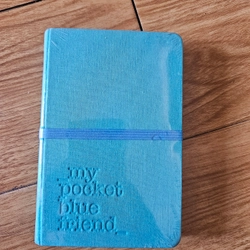 _my
pocket
blue
friend_